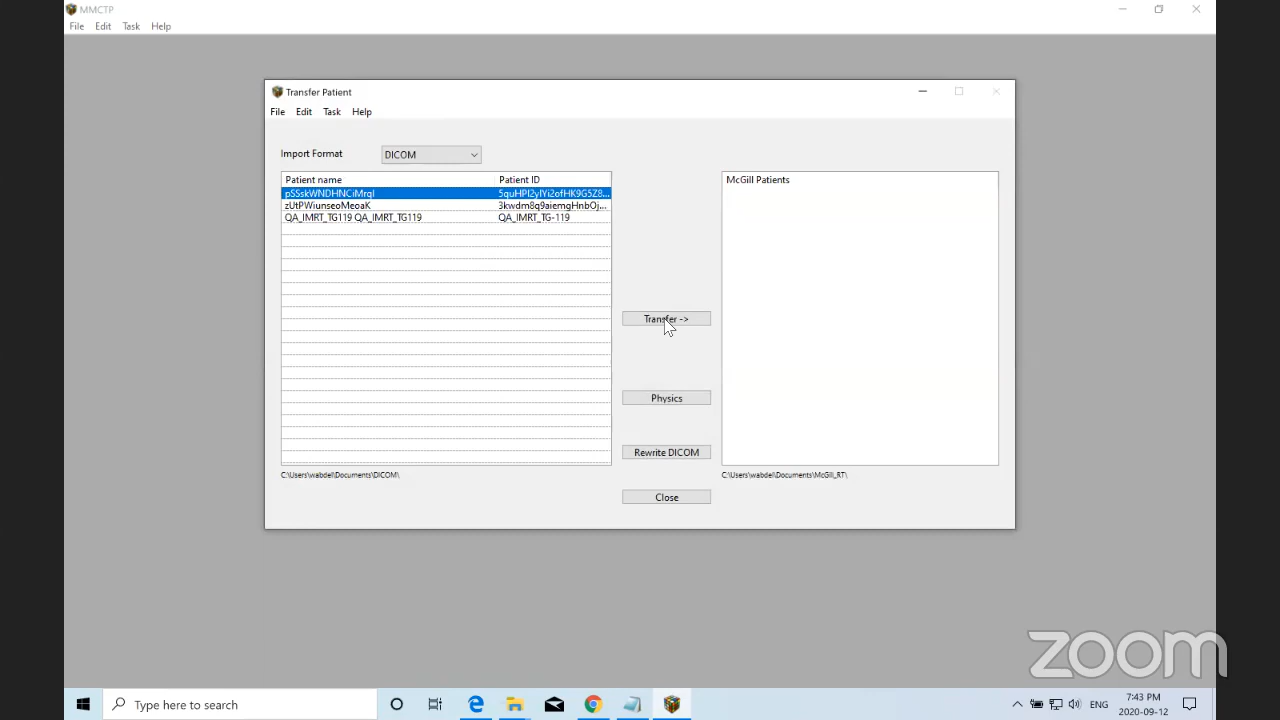 MMCTP
File Edit Task Help
Transfer Patient
File Edit Task Help
Import Format DICOM
Patient name Patient ID
pSSskWNDHNCiMrqI 5quHPI2yIYi2ofHK9G5Z8...
zUtPWiunseoMeoaK 3kwdm8q9aiemgHnbOj...
QA_IMRT_TG119 QA_IMRT_TG119 QA_IMRT_TG-119
McGill Patients
Transfer ->
Physics
Rewrite DICOM
Close
C:\Users\wabdel\Documents\DICOM\
C:\Users\wabdel\Documents\McGill_RT\
zoom
Type here to search
ENG
7:43 PM
2020-09-12